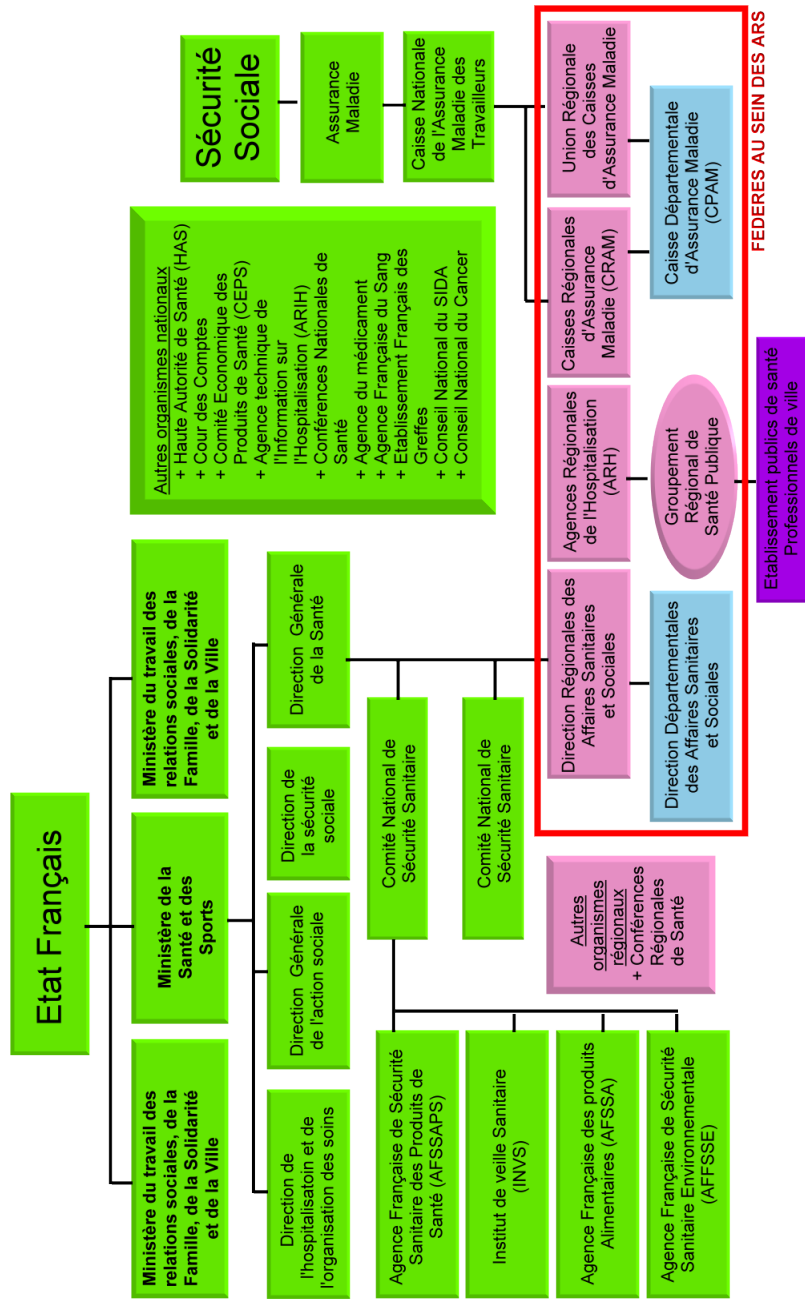 Etat Français
Ministère du travail des
relations sociales, de la
Famille, de la Solidarité
et de la Ville
Ministère de la
Santé et des
Sports
Ministère du travail des
relations sociales, de la
Famille, de la Solidarité
et de la Ville
Direction de
l'hospitalisatoin et de
l'organisation des soins
Direction Générale
de l'action sociale
Direction de
la sécurité
sociale
Direction Générale
de la Santé
Comité National de
Sécurité Sanitaire
Comité National de
Sécurité Sanitaire
Agence Française de Sécurité
Sanitaire des Produits de
Santé (AFSSAPS)
Institut de veille Sanitaire
(INVS)
Agence Française des produits
Alimentaires (AFSSA)
Agence Française de Sécurité
Sanitaire Environnementale
(AFFSSE)
Autres
organismes
régionaux
+ Conférences
Régionales
de Santé
Autres organismes nationaux
+ Haute Autorité de Santé (HAS)
+ Cour des Comptes
+ Comité Economique des
Produits de Santé (CEPS)
+ Agence technique de
l'Information sur
l'Hospitalisation (ARIH)
+ Conférences Nationales de
Santé
+ Agence du médicament
+ Agence Française du Sang
+ Etablissement Français des
Greffes
+ Conseil National du SIDA
+ Conseil National du Cancer
Sécurité
Sociale
Assurance
Maladie
Caisse Nationale
de l'Assurance
Maladie des
Travailleurs
Direction Régionales des
Affaires Sanitaires
et Sociales
Agences Régionales
de l'Hospitalisation
(ARH)
Caisses Régionales
d'Assurance
Maladie (CRAM)
Union Régionale
des Caisses
d'Assurance Maladie
Direction Départementales
des Affaires Sanitaires
et Sociales
Groupement
Régional de
Santé Publique
Caisse Départementale
d'Assurance Maladie
(CPAM)
FEDERES AU SEIN DES ARS
Etablissement publics de santé
Professionnels de ville